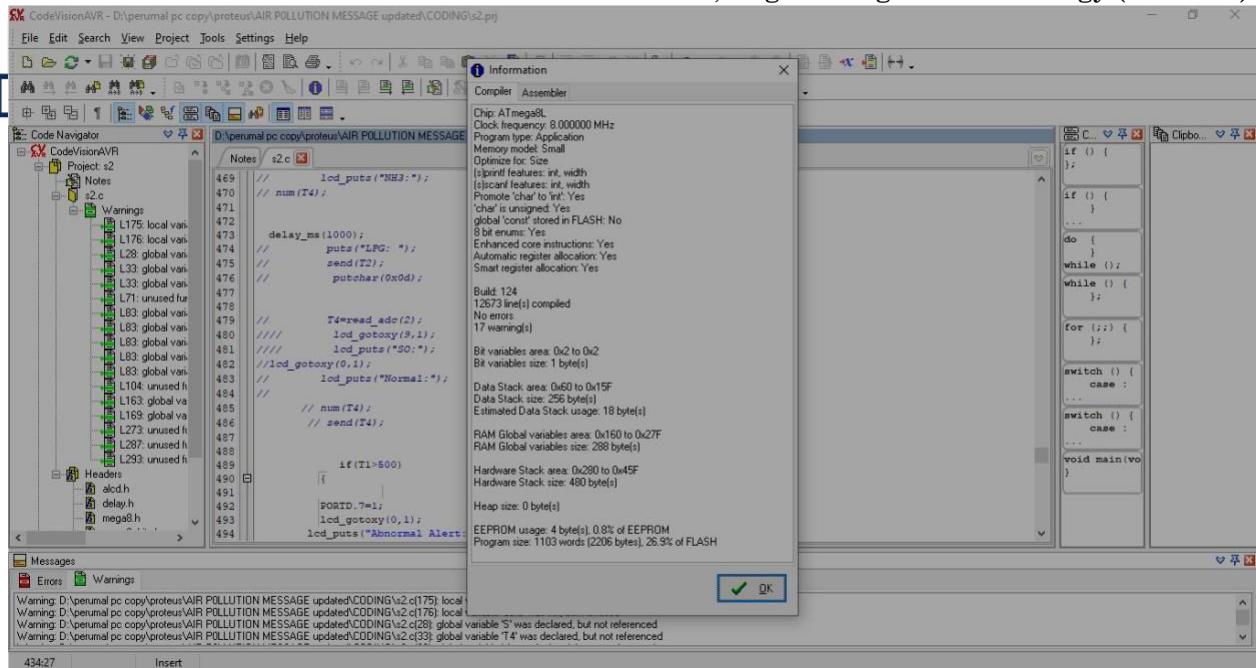 CodeVisionAVR - D:\perumal pc copy\proteus\AIR P0LLUTION MESSAGE updated\CODING\s2.prj
File Edit Search View Project Tools Settings Help
Code Navigator
CodeVisionAVR
Project: s2
Notes
s2.c
Warnings
L175: local vari
L176: local vari
L28: global vari
L33: global vari
L33: global vari
L71: unused fur
L83: global vari
L83: global vari
L83: global vari
L83: global vari
L83: global vari
L104: unused fu
L163: global va
L169: global va
L273: unused fu
L287: unused fu
L293: unused fu
Headers
alcd.h
delay.h
mega8.h
D:\perumal pc copy\proteus\AIR P0LLUTION MESSAGE
Notes s2.c
469 // lcd_puts("NH3:");
470 // num(T4);
471
472
473 delay_ms(1000);
474 // puts("LPG: ");
475 // send(T2);
476 // putchar(0x0d);
477
478
479 // T4=read_adc(2);
480 //// lcd_gotoxy(9,1);
481 //// lcd_puts("SO:");
482 //lcd_gotoxy(0,1);
483 // lcd_puts("Normal:");
484 //
485 // num(T4);
486 // send(T4);
487
488
489 if(T1>500)
490 {
491
492 PORTD.7=1;
493 lcd_gotoxy(0,1);
494 lcd_puts("Abnormal Alert:
Information
Compiler Assembler
Chip: ATmega8L
Clock frequency: 8.000000 MHz
Program type: Application
Memory model: Small
Optimize for: Size
(s)printf features: int, width
(s)scanf features: int, width
Promote 'char' to 'int': Yes
'char' is unsigned: Yes
global 'const' stored in FLASH: No
8 bit enums: Yes
Enhanced core instructions: Yes
Automatic register allocation: Yes
Smart register allocation: Yes
Build: 124
12673 line(s) compiled
No errors
17 warning(s)
Bit variables area: 0x2 to 0x2
Bit variables size: 1 byte(s)
Data Stack area: 0x60 to 0x15F
Data Stack size: 256 byte(s)
Estimated Data Stack usage: 18 byte(s)
RAM Global variables area: 0x160 to 0x27F
RAM Global variables size: 288 byte(s)
Hardware Stack area: 0x280 to 0x45F
Hardware Stack size: 480 byte(s)
Heap size: 0 byte(s)
EEPROM usage: 4 byte(s), 0.8% of EEPROM
Program size: 1103 words (2206 bytes), 26.9% of FLASH
OK
C...
if () {
};
if () {
}
...
do {
}
while ();
while () {
};
for (;;) {
};
switch () {
case :
...
switch () {
case :
...
void main(vo
}
Clipbo...
Messages
Errors Warnings
Warning: D:\perumal pc copy\proteus\AIR P0LLUTION MESSAGE updated\CODING\s2.c(175): local
Warning: D:\perumal pc copy\proteus\AIR P0LLUTION MESSAGE updated\CODING\s2.c(176): local
Warning: D:\perumal pc copy\proteus\AIR P0LLUTION MESSAGE updated\CODING\s2.c(28): global variable 'S' was declared, but not referenced
Warning: D:\perumal pc copy\proteus\AIR P0LLUTION MESSAGE updated\CODING\s2.c(33): global variable 'T4' was declared, but not referenced
434:27 Insert